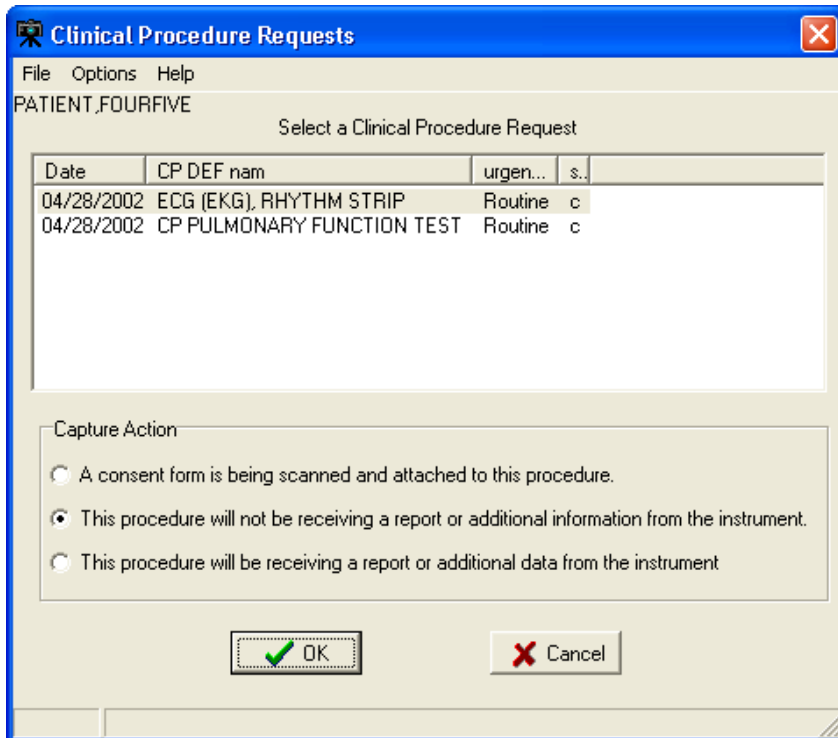 Clinical Procedure Requests
File Options Help
PATIENT,FOURFIVE
Select a Clinical Procedure Request
Date CP DEF nam urgen... s..
04/28/2002 ECG (EKG), RHYTHM STRIP Routine c
04/28/2002 CP PULMONARY FUNCTION TEST Routine c
Capture Action
A consent form is being scanned and attached to this procedure.
This procedure will not be receiving a report or additional information from the instrument.
This procedure will be receiving a report or additional data from the instrument
OK Cancel